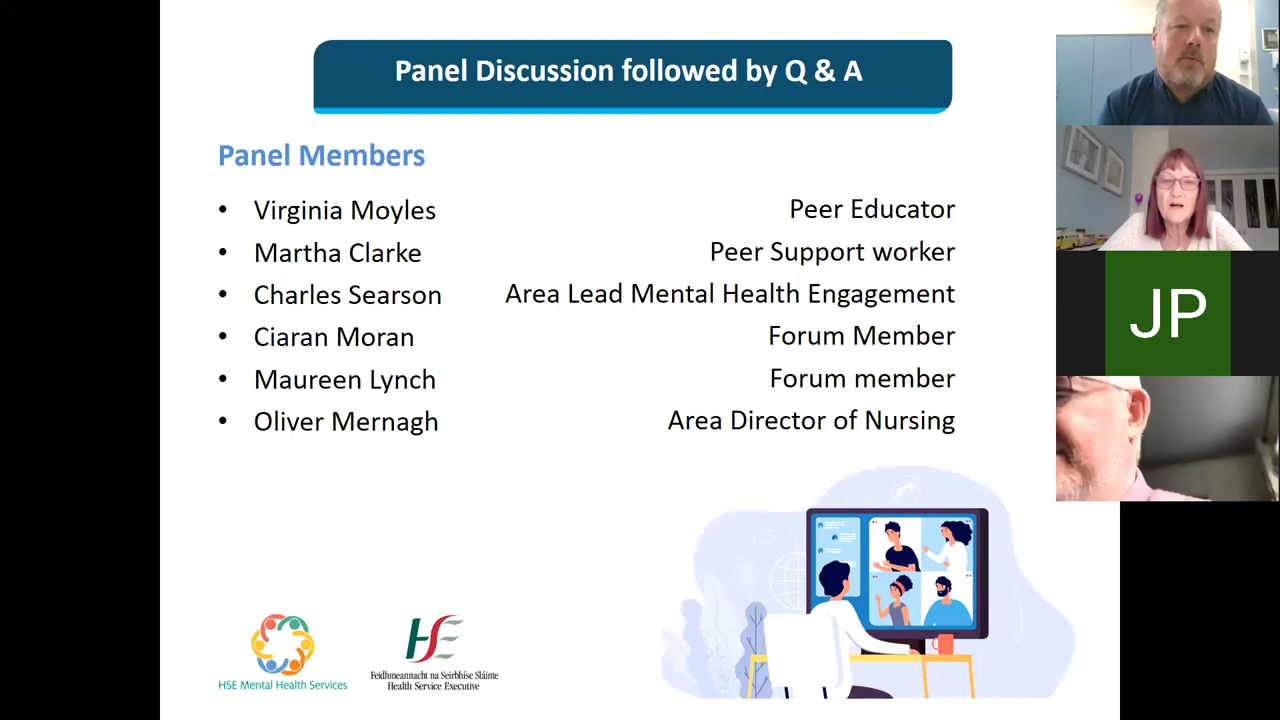 Panel Discussion followed by Q & A
Panel Members
• Virginia Moyles Peer Educator
• Martha Clarke Peer Support worker
• Charles Searson Area Lead Mental Health Engagement
• Ciaran Moran Forum Member
• Maureen Lynch Forum member
• Oliver Mernagh Area Director of Nursing
JP
HSE Mental Health Services
HSE
Feidhmeannacht na Seirbhíse Sláinte
Health Service Executive